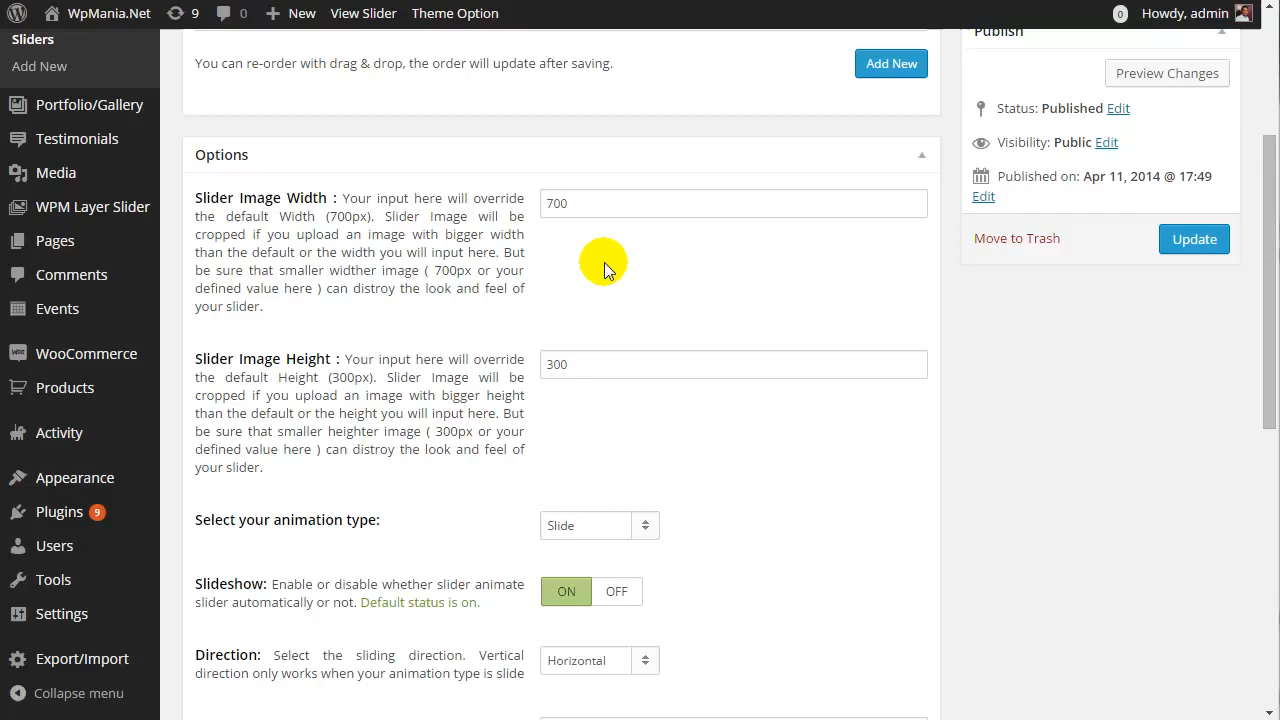 WpMania.Net 9 0 New View Slider Theme Option 0 Howdy, admin
Sliders
Add New
Portfolio/Gallery
Testimonials
Media
WPM Layer Slider
Pages
Comments
Events
WooCommerce
Products
Activity
Appearance
Plugins 9
Users
Tools
Settings
Export/Import
Collapse menu
You can re-order with drag & drop, the order will update after saving.
Add New
Options
Slider Image Width : Your input here will override
the default Width (700px). Slider Image will be
cropped if you upload an image with bigger width
than the default or the width you will input here. But
be sure that smaller widther image ( 700px or your
defined value here ) can distroy the look and feel of
your slider.
700
Slider Image Height : Your input here will override
the default Height (300px). Slider Image will be
cropped if you upload an image with bigger height
than the default or the height you will input here. But
be sure that smaller heighter image ( 300px or your
defined value here ) can distroy the look and feel of
your slider.
300
Select your animation type:
Slide
Slideshow: Enable or disable whether slider animate
slider automatically or not. Default status is on.
ON OFF
Direction: Select the sliding direction. Vertical
direction only works when your animation type is slide
Horizontal
Publish
Preview Changes
Status: Published Edit
Visibility: Public Edit
Published on: Apr 11, 2014 @ 17:49
Edit
Move to Trash
Update